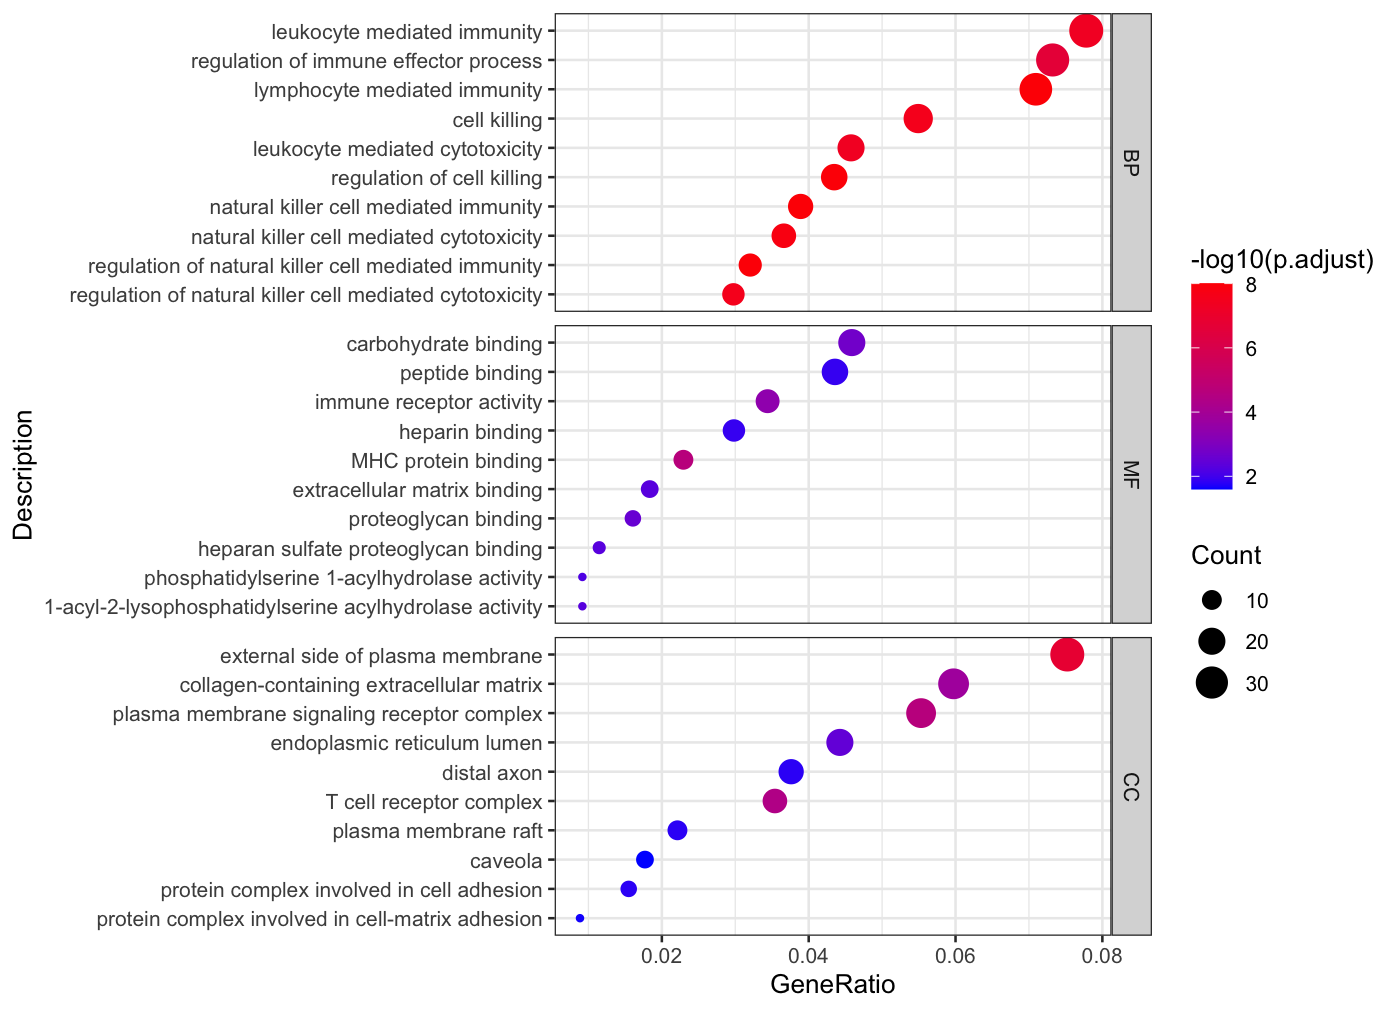 leukocyte mediated immunity
regulation of immune effector process
lymphocyte mediated immunity
cell killing
leukocyte mediated cytotoxicity
regulation of cell killing
natural killer cell mediated immunity
natural killer cell mediated cytotoxicity
regulation of natural killer cell mediated immunity
regulation of natural killer cell mediated cytotoxicity
BP
carbohydrate binding
peptide binding
immune receptor activity
heparin binding
MHC protein binding
extracellular matrix binding
proteoglycan binding
heparan sulfate proteoglycan binding
phosphatidylserine 1-acylhydrolase activity
1-acyl-2-lysophosphatidylserine acylhydrolase activity
MF
external side of plasma membrane
collagen-containing extracellular matrix
plasma membrane signaling receptor complex
endoplasmic reticulum lumen
distal axon
T cell receptor complex
plasma membrane raft
caveola
protein complex involved in cell adhesion
protein complex involved in cell-matrix adhesion
CC
Description
0.02 0.04 0.06 0.08
GeneRatio
-log10(p.adjust)
8
6
4
2
Count
10
20
30